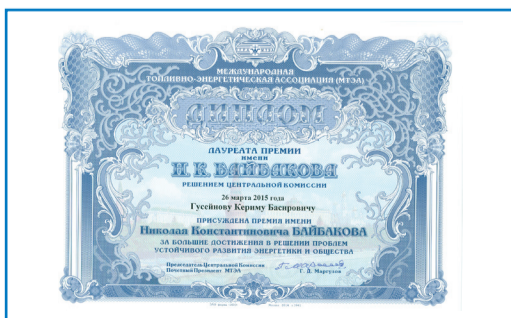 МЕЖДУНАРОДНАЯ
ТОПЛИВНО-ЭНЕРГЕТИЧЕСКАЯ АССОЦИАЦИЯ (МТЭА)
ДИПЛОМ
ЛАУРЕАТА ПРЕМИИ
ИМЕНИ
Н. К. БАЙБАКОВА
РЕШЕНИЕМ ЦЕНТРАЛЬНОЙ КОМИССИИ
26 марта 2015 года
Гусейнову Кериму Басировичу
ПРИСУЖДЕНА ПРЕМИЯ ИМЕНИ
Николая Константиновича БАЙБАКОВА
ЗА БОЛЬШИЕ ДОСТИЖЕНИЯ В РЕШЕНИИ ПРОБЛЕМ
УСТОЙЧИВОГО РАЗВИТИЯ ЭНЕРГЕТИКИ И ОБЩЕСТВА
Председатель Центральной Комиссии
Почетный Президент МТЭА Г. Д. Маргулов